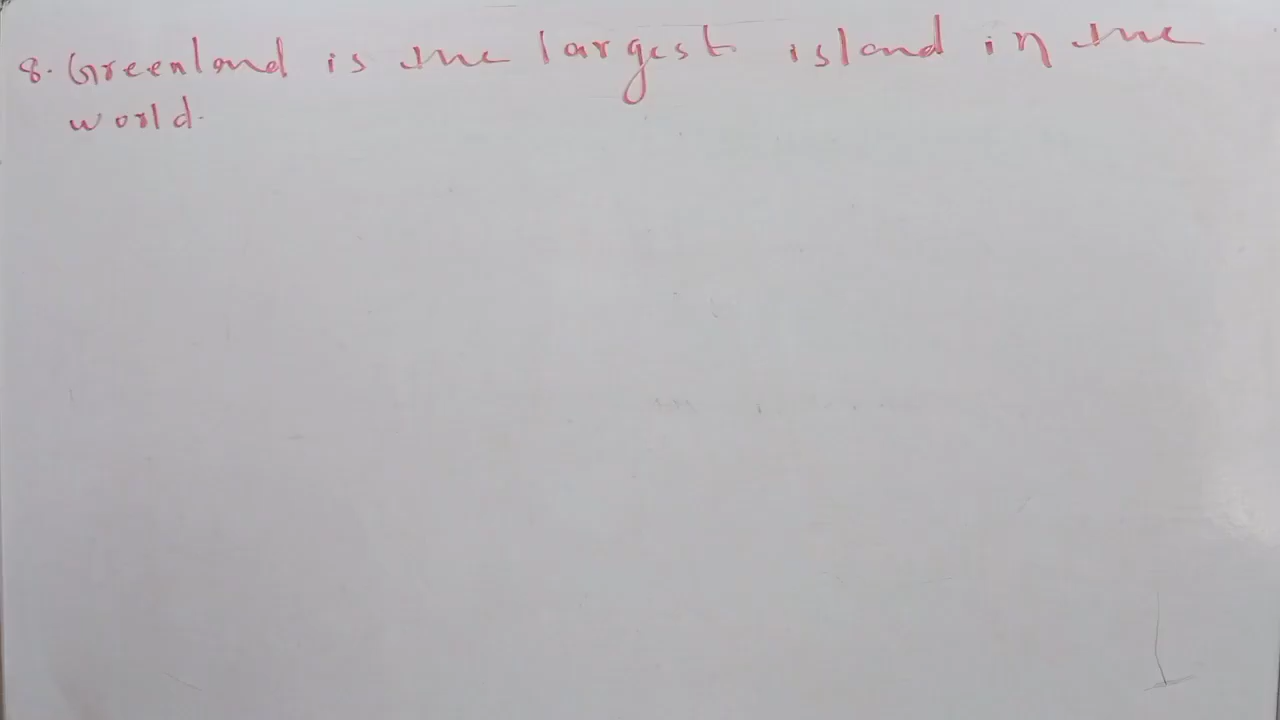 8. Greenland is the largest island in the
world.